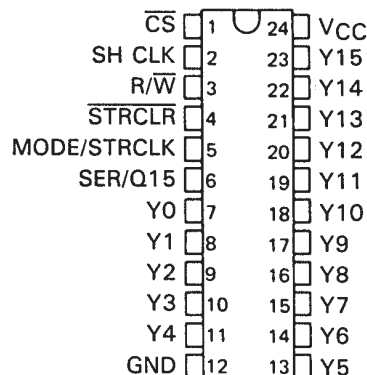 C̅S̅ 1 24 VCC
SH CLK 2 23 Y15
R/W̅ 3 22 Y14
S̅T̅R̅C̅L̅R̅ 4 21 Y13
MODE/STRCLK 5 20 Y12
SER/Q15 6 19 Y11
Y0 7 18 Y10
Y1 8 17 Y9
Y2 9 16 Y8
Y3 10 15 Y7
Y4 11 14 Y6
GND 12 13 Y5